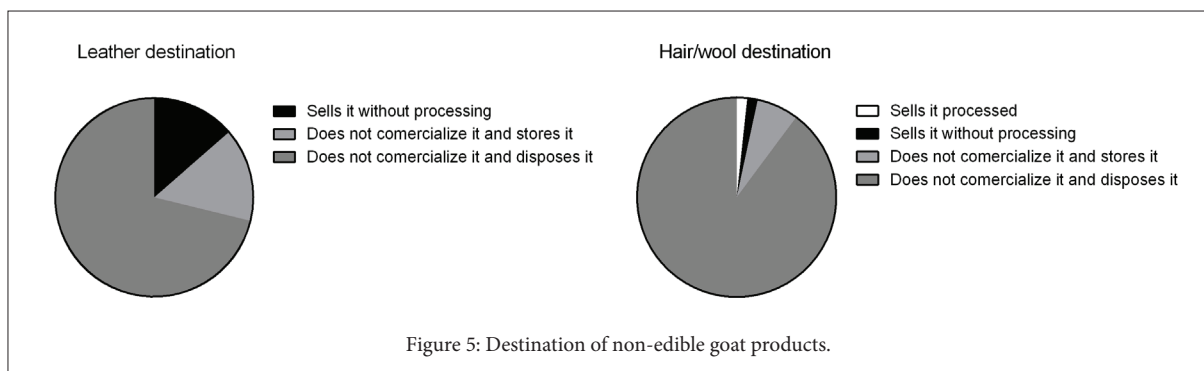 Leather destination
Sells it without processing
Does not comercialize it and stores it
Does not comercialize it and disposes it
Hair/wool destination
Sells it processed
Sells it without processing
Does not comercialize it and stores it
Does not comercialize it and disposes it
Figure 5: Destination of non-edible goat products.